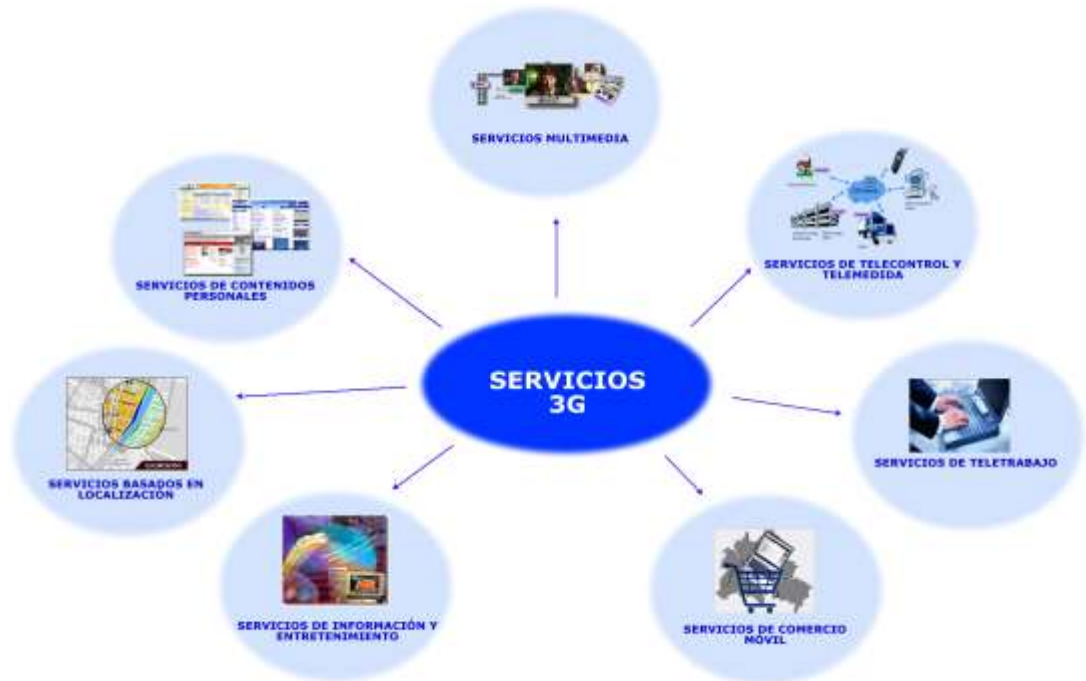 SERVICIOS MULTIMEDIA
SERVICIOS DE TELECONTROL Y
TELEMEDIDA
SERVICIOS DE CONTENIDOS
PERSONALES
SERVICIOS
3G
SERVICIOS DE TELETRABAJO
SERVICIOS BASADOS EN
LOCALIZACIÓN
SERVICIOS DE INFORMACIÓN Y
ENTRETENIMIENTO
SERVICIOS DE COMERCIO
MÓVIL